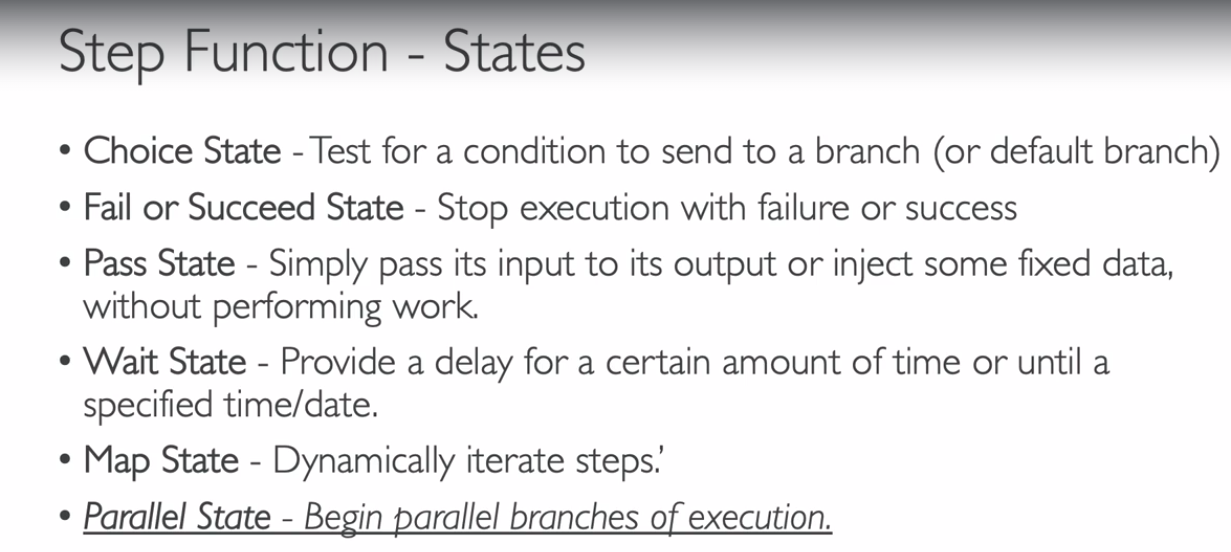 Step Function - States
• Choice State - Test for a condition to send to a branch (or default branch)
• Fail or Succeed State - Stop execution with failure or success
• Pass State - Simply pass its input to its output or inject some fixed data,
without performing work.
• Wait State - Provide a delay for a certain amount of time or until a
specified time/date.
• Map State - Dynamically iterate steps.’
• Parallel State - Begin parallel branches of execution.